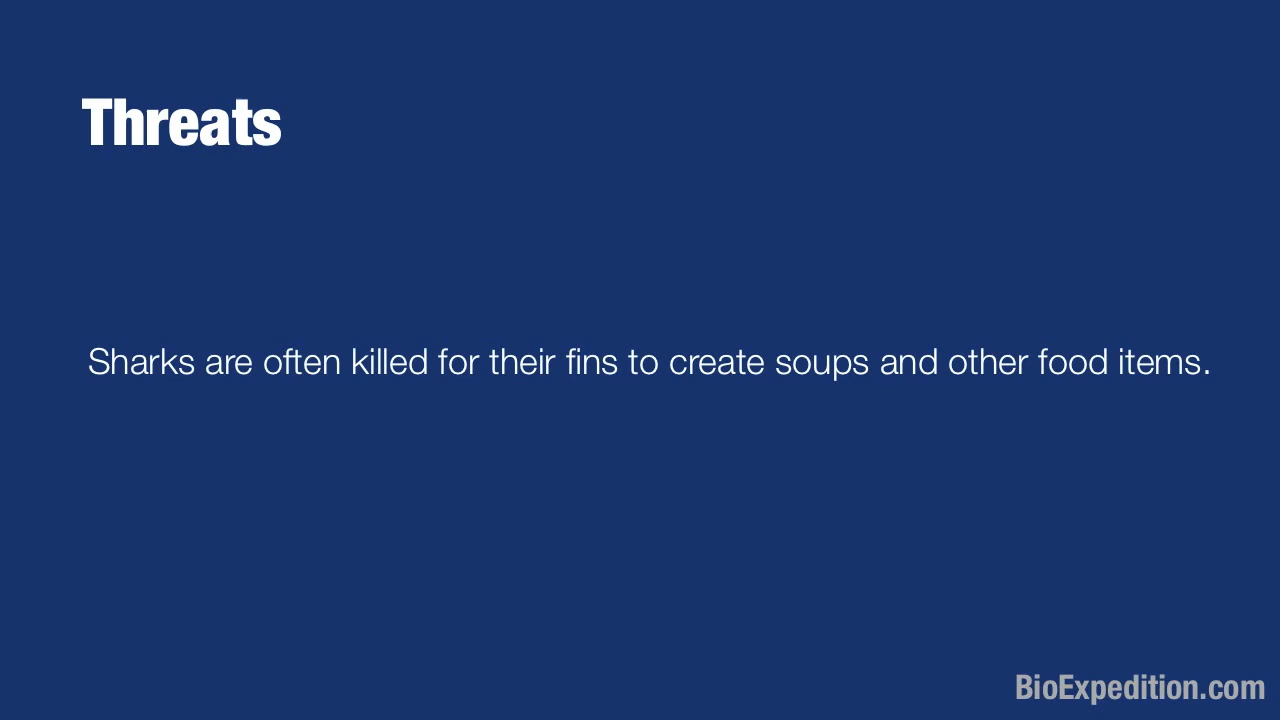 Threats
Sharks are often killed for their fins to create soups and other food items.
BioExpedition.com